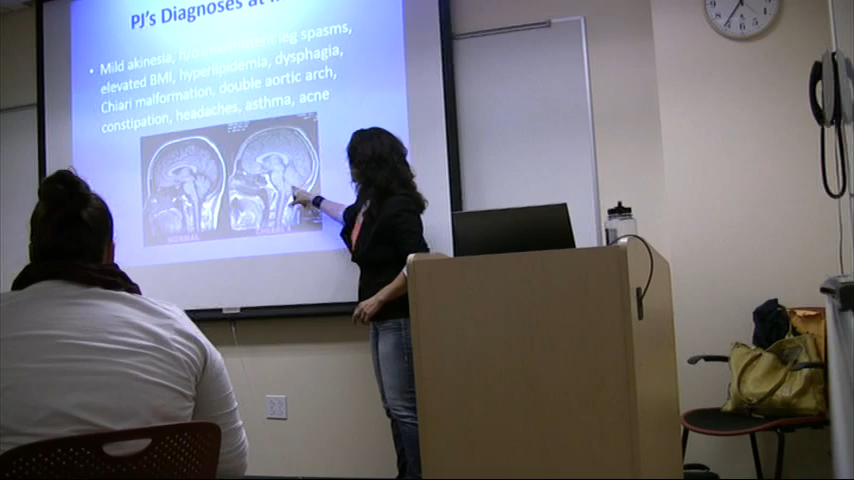 PJ's Diagnoses at
• Mild akinesia, h/o leg spasms,
elevated BMI, hyperlipidemia, dysphagia,
Chiari malformation, double aortic arch,
constipation, headaches, asthma, acne
NORMAL CHIARI